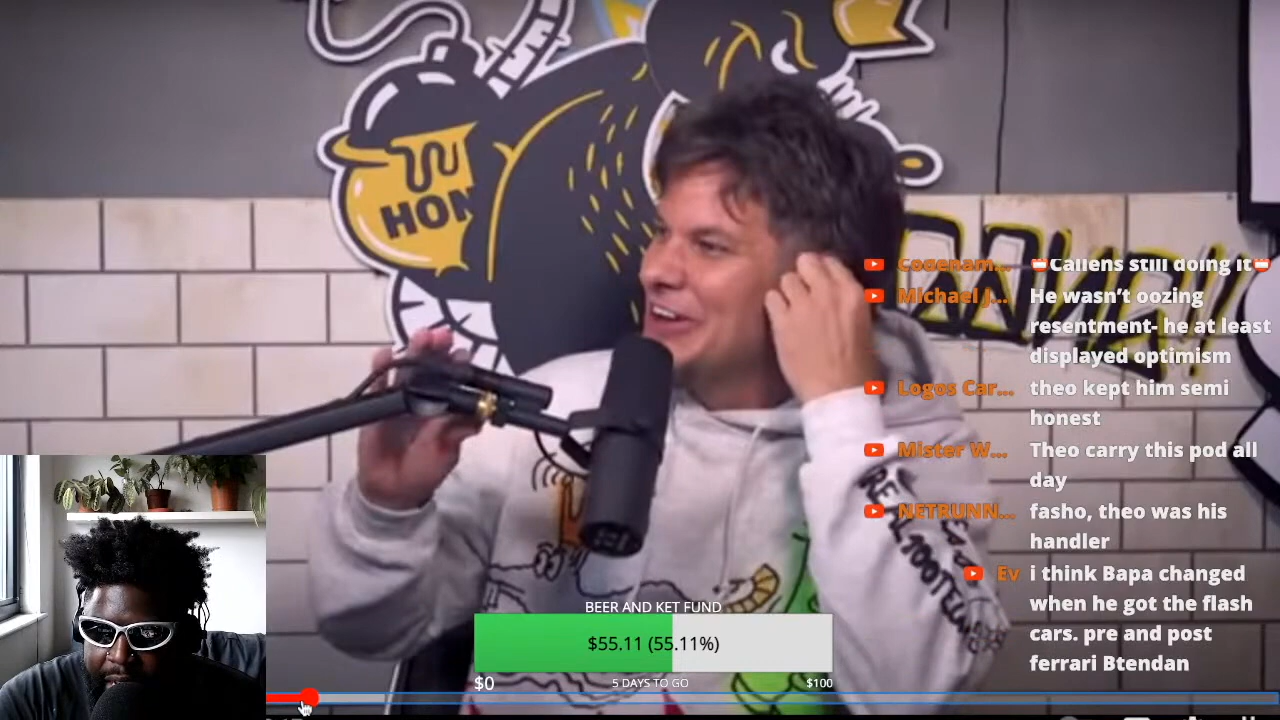 HON
Codenam... Callens still doing it
Michael J... He wasn't oozing
resentment- he at least
displayed optimism
Logos Car... theo kept him semi
honest
Mister W... Theo carry this pod all
day
NETRUNN... fasho, theo was his
handler
Ev i think Bapa changed
when he got the flash
cars. pre and post
ferrari Btendan
BEER AND KET FUND
$55.11 (55.11%)
$0 5 DAYS TO GO $100